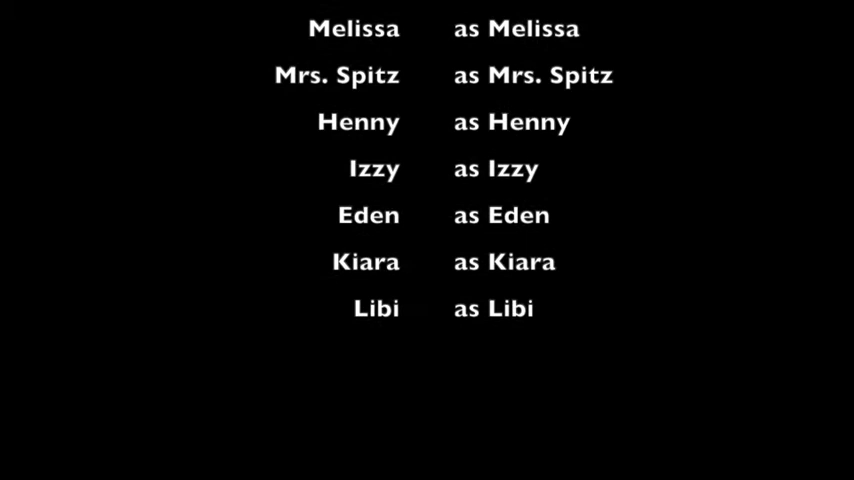 Melissa as Melissa
Mrs. Spitz as Mrs. Spitz
Henny as Henny
Izzy as Izzy
Eden as Eden
Kiara as Kiara
Libi as Libi